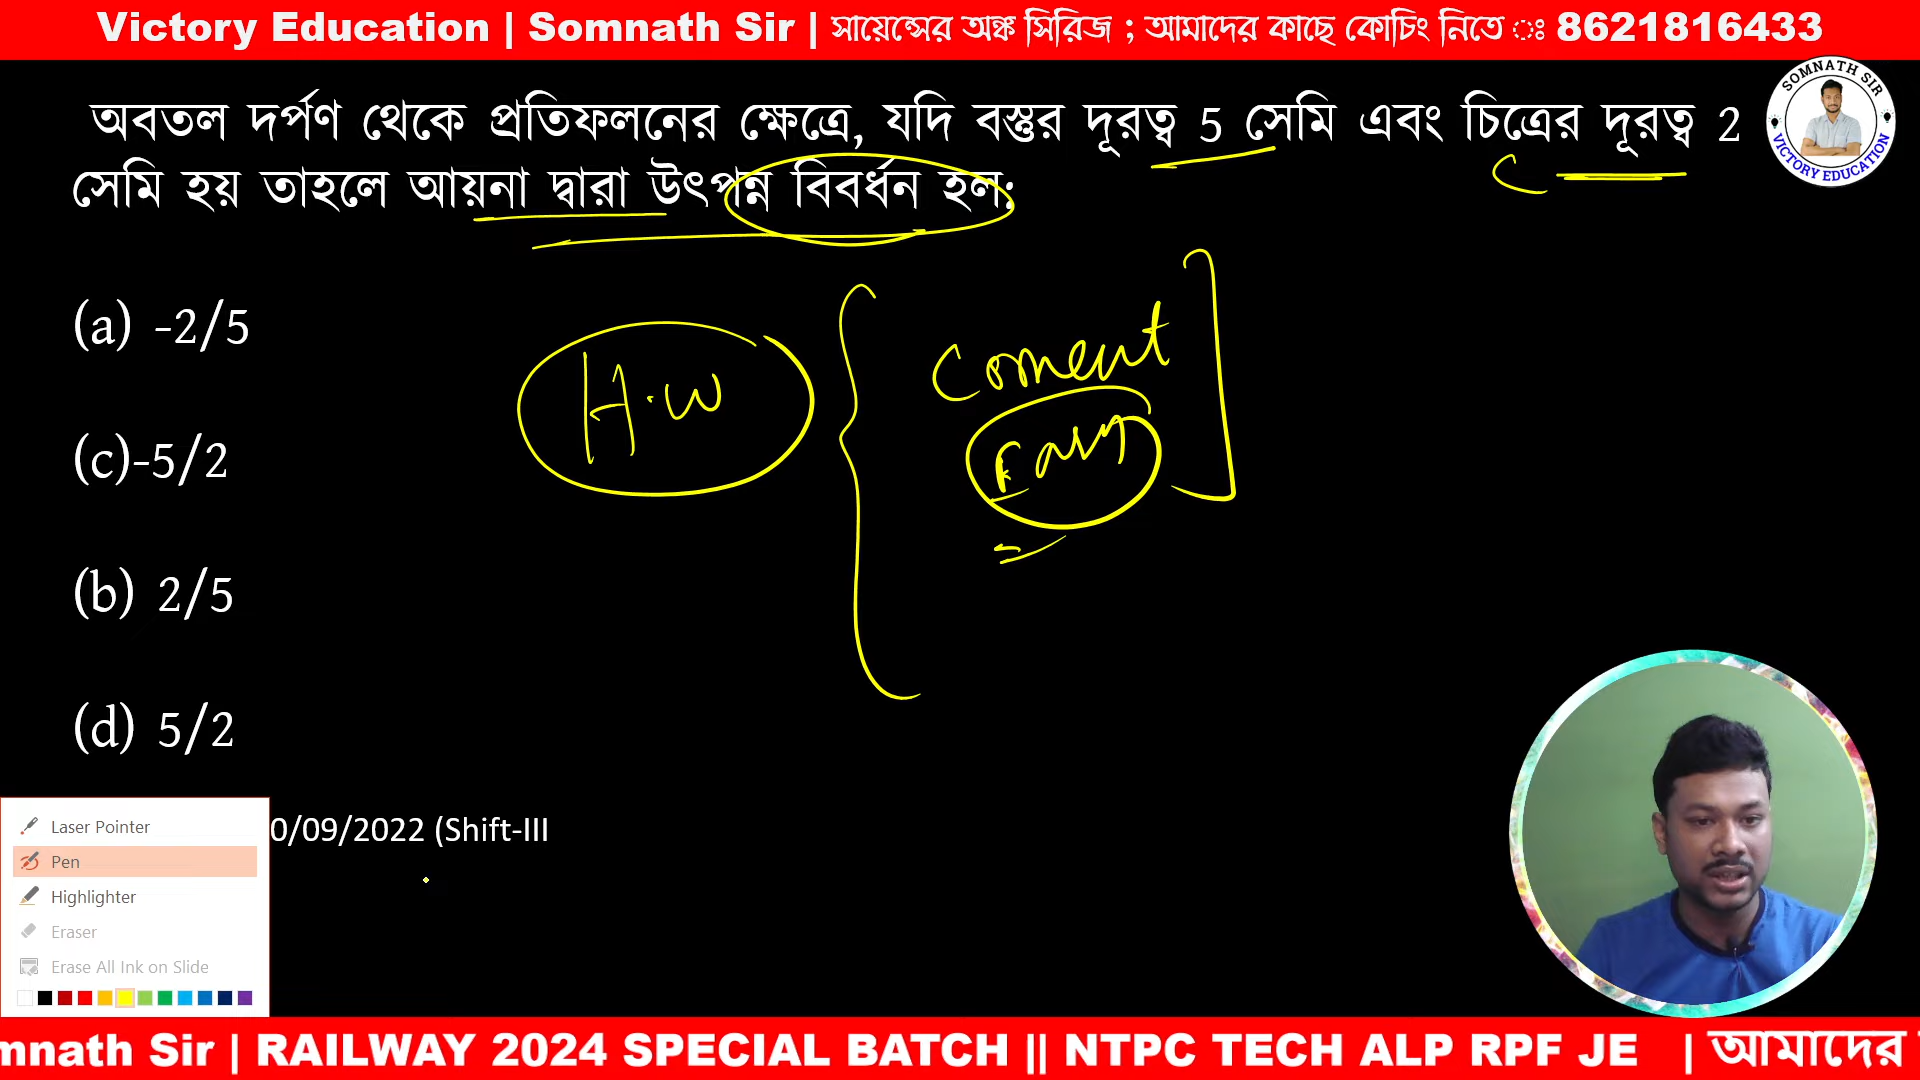 Victory Education | Somnath Sir | সায়েন্সের অঙ্ক সিরিজ ; আমাদের কাছে কোচিং নিতে ঃ 8621816433
SOMNATH SIR
VICTORY EDUCATION
অবতল দর্পণ থেকে প্রতিফলনের ক্ষেত্রে, যদি বস্তুর দূরত্ব 5 সেমি এবং চিত্রের দূরত্ব 2
সেমি হয় তাহলে আয়না দ্বারা উৎপন্ন বিবর্ধন হল:
(a) -2/5
H.W
Coment
Easy
(c)-5/2
(b) 2/5
(d) 5/2
0/09/2022 (Shift-III
Laser Pointer
Pen
Highlighter
Eraser
Erase All Ink on Slide
mnath Sir | RAILWAY 2024 SPECIAL BATCH || NTPC TECH ALP RPF JE | আমাদের